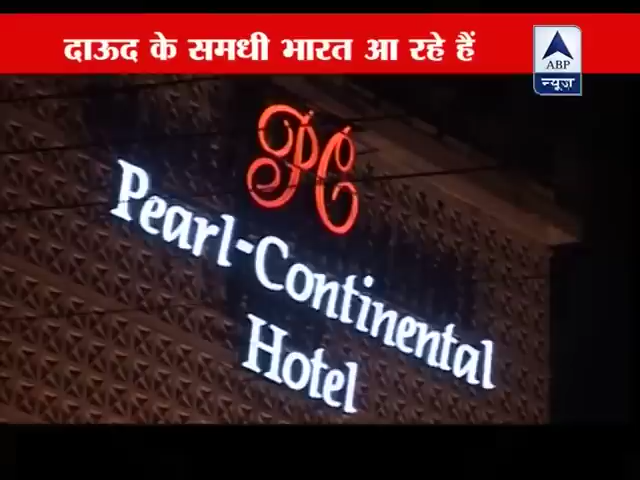 दाऊद के समधी भारत आ रहे हैं
ABP
न्यूज़
PC
Pearl-Continental
Hotel